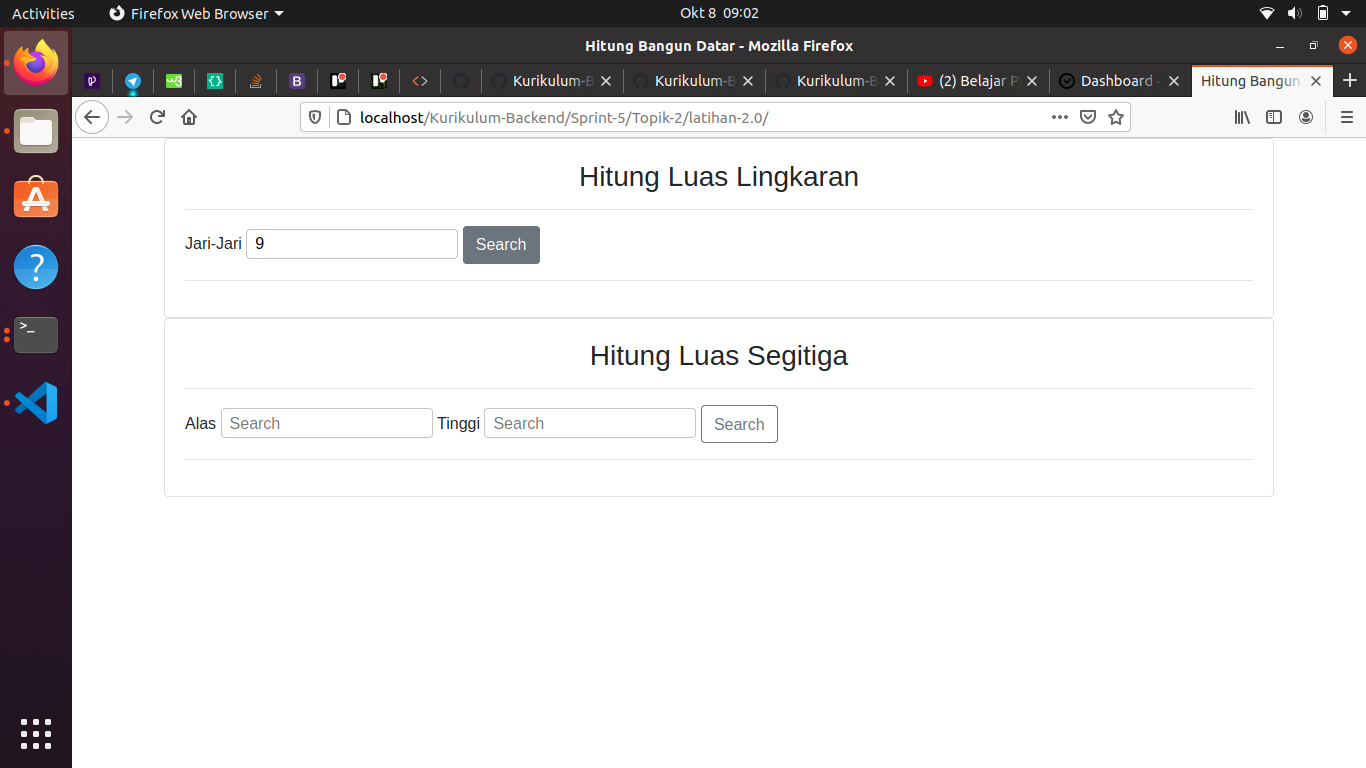 Activities Firefox Web Browser Okt 8 09:02
Hitung Bangun Datar - Mozilla Firefox
Kurikulum-B Kurikulum-B Kurikulum-B (2) Belajar P Dashboard - Hitung Bangun
localhost/Kurikulum-Backend/Sprint-5/Topik-2/latihan-2.0/
Hitung Luas Lingkaran
Jari-Jari 9 Search
Hitung Luas Segitiga
Alas Search Tinggi Search Search